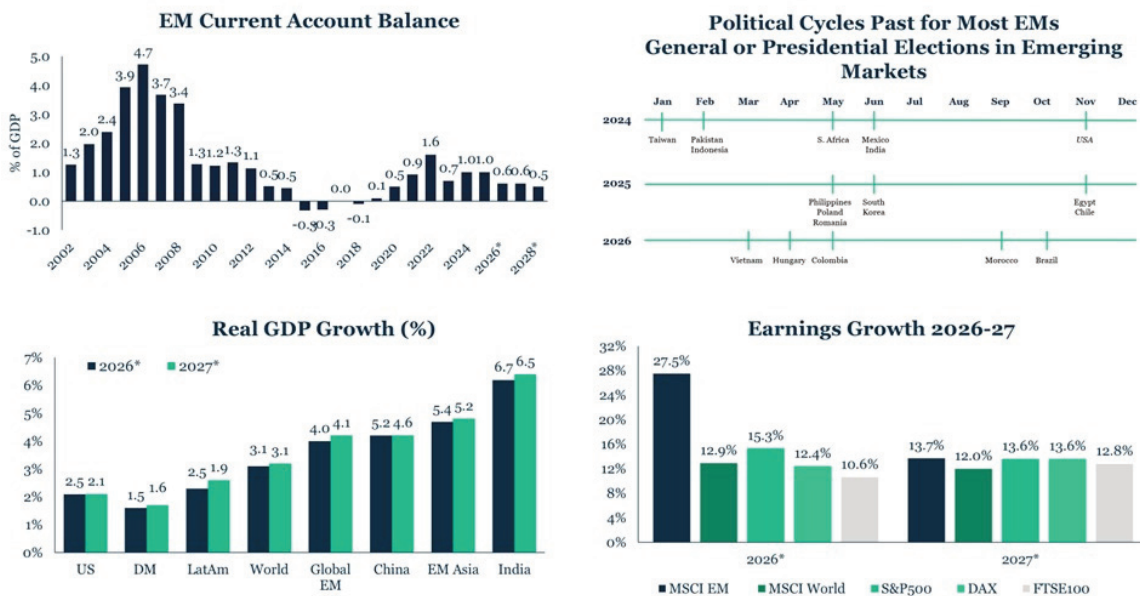 EM Current Account Balance
% of GDP
5.0
4.0
3.0
2.0
1.0
0.0
-1.0
1.3
2.0
2.4
3.9
4.7
3.7
3.4
1.3
1.2
1.3
1.1
0.5
0.5
-0.3
-0.3
0.0
-0.1
0.1
0.5
0.9
1.6
0.7
1.0
1.0
0.6
0.6
0.5
2002
2004
2006
2008
2010
2012
2014
2016
2018
2020
2022
2024
2026*
2028*
Political Cycles Past for Most EMs
General or Presidential Elections in Emerging
Markets
Jan Feb Mar Apr May Jun Jul Aug Sep Oct Nov Dec
2024
Taiwan
Pakistan
Indonesia
S. Africa
Mexico
India
USA
2025
Philippines
Poland
Romania
South
Korea
Egypt
Chile
2026
Vietnam
Hungary
Colombia
Morocco
Brazil
Real GDP Growth (%)
2026* 2027*
7%
6%
5%
4%
3%
2%
1%
0%
2.5 2.1
1.5 1.6
2.5 1.9
3.1 3.1
4.0 4.1
5.2 4.6
5.4 5.2
6.7 6.5
US
DM
LatAm
World
Global
EM
China
EM Asia
India
Earnings Growth 2026-27
32%
28%
24%
20%
16%
12%
8%
4%
0%
27.5%
12.9%
15.3%
12.4%
10.6%
13.7%
12.0%
13.6%
13.6%
12.8%
2026*
2027*
MSCI EM MSCI World S&P500 DAX FTSE100